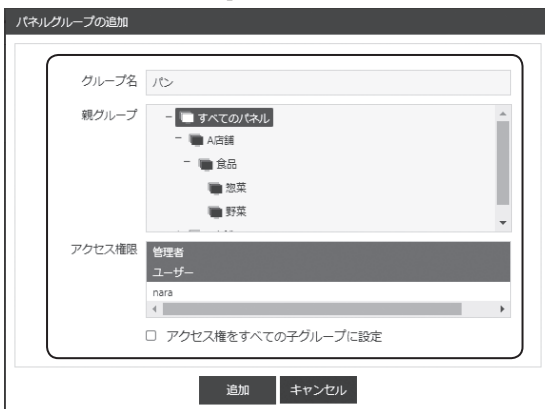 パネルグループの追加
グループ名 パン
親グループ
− すべてのパネル
− A店舗
− 食品
惣菜
野菜
アクセス権限
管理者
ユーザー
nara
アクセス権をすべての子グループに設定
追加 キャンセル